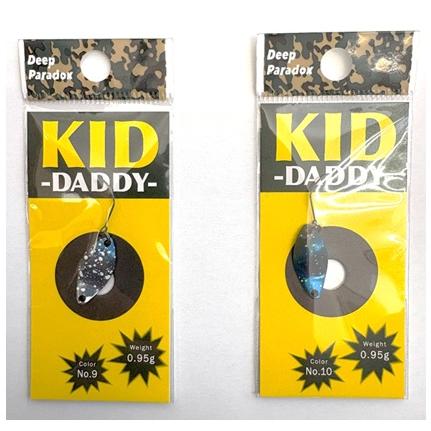 Deep
Paradox
KID
-DADDY-
Weight
0.95g
Color
No.9
Deep
Paradox
KID
-DADDY-
Weight
0.95g
Color
No.10